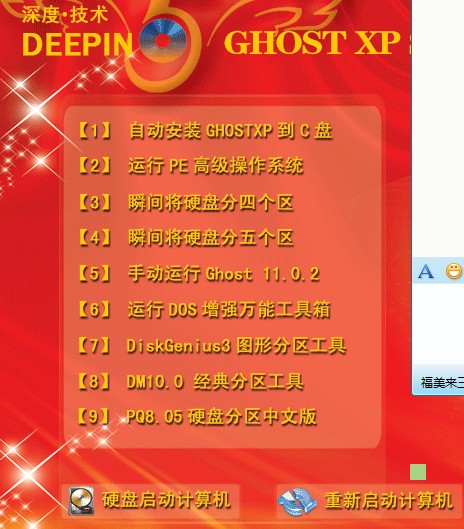 深度·技术
DEEPIN
GHOST XP
【1】 自动安装 GHOSTXP 到 C 盘
【2】 运行 PE 高级操作系统
【3】 瞬间将硬盘分四个区
【4】 瞬间将硬盘分五个区
【5】 手动运行 Ghost 11.0.2
【6】 运行 DOS 增强万能工具箱
【7】 DiskGenius3 图形分区工具
【8】 DM10.0 经典分区工具
【9】 PQ8.05 硬盘分区中文版
A
福美来三
硬盘启动计算机
重新启动计算机